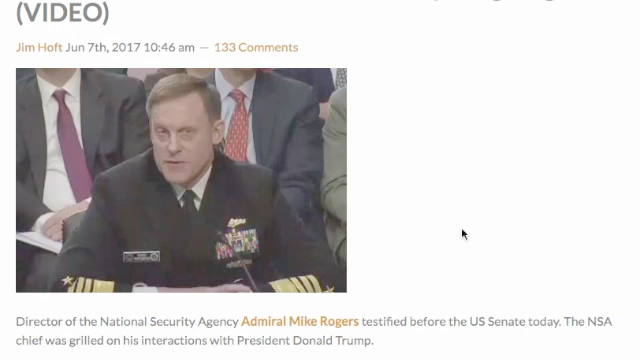 (VIDEO)
Jim Hoft Jun 7th, 2017 10:46 am — 133 Comments
Director of the National Security Agency Admiral Mike Rogers testified before the US Senate today. The NSA
chief was grilled on his interactions with President Donald Trump.